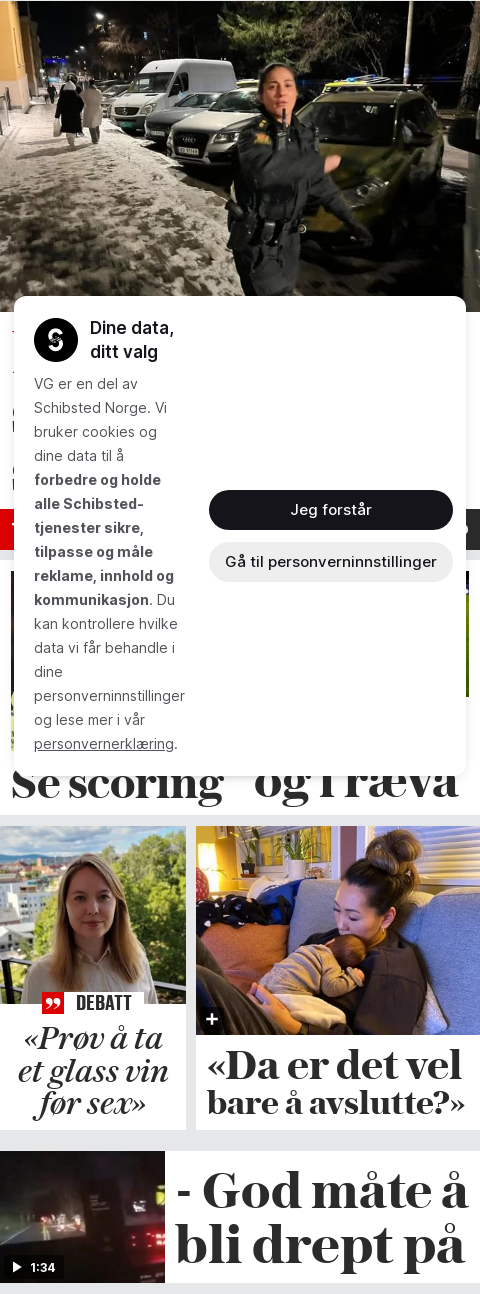 Dine data,
ditt valg
VG er en del av
Schibsted Norge. Vi
bruker cookies og
dine data til å
forbedre og holde
alle Schibsted-
tjenester sikre,
tilpasse og måle
reklame, innhold og
kommunikasjon. Du
kan kontrollere hvilke
data vi får behandle i
dine
personverninnstillinger
og lese mer i vår
personvernerklæring.
Jeg forstår
Gå til personverninnstillinger
Se scoring
og i ræva
DEBATT
«Prøv å ta
et glass vin
før sex»
«Da er det vel
bare å avslutte?»
1:34
- God måte å
bli drept på